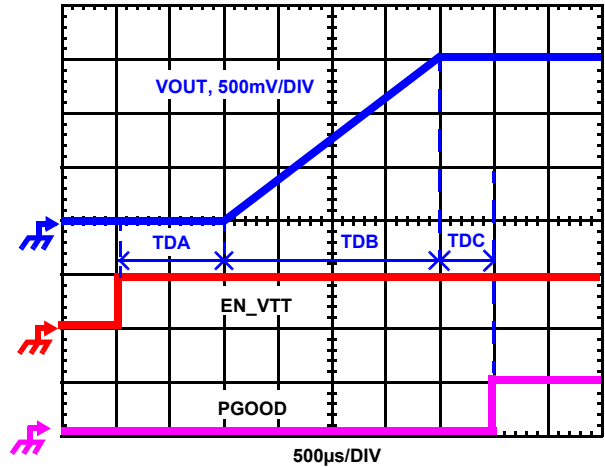 VOUT, 500mV/DIV
TDA
TDB
TDC
EN_VTT
PGOOD
500µs/DIV